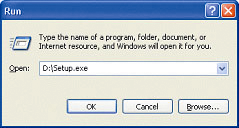 Run
Type the name of a program, folder, document, or
Internet resource, and Windows will open it for you.
Open: D:\Setup.exe
OK Cancel Browse...